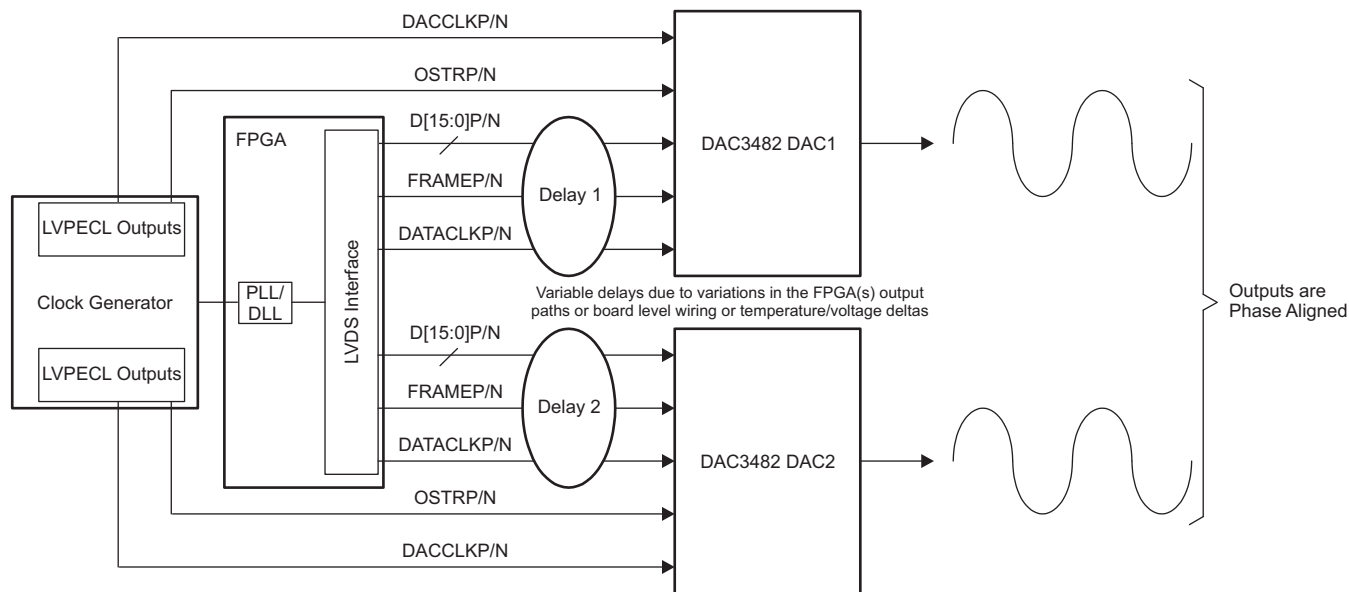 DACCLKP/N
OSTRP/N
D[15:0]P/N
FPGA
DAC3482 DAC1
FRAMEP/N
Delay 1
LVPECL Outputs
DATACLKP/N
Clock Generator
PLL/
DLL
LVDS Interface
Variable delays due to variations in the FPGA(s) output
paths or board level wiring or temperature/voltage deltas
Outputs are
Phase Aligned
D[15:0]P/N
LVPECL Outputs
FRAMEP/N
Delay 2
DATACLKP/N
DAC3482 DAC2
OSTRP/N
DACCLKP/N